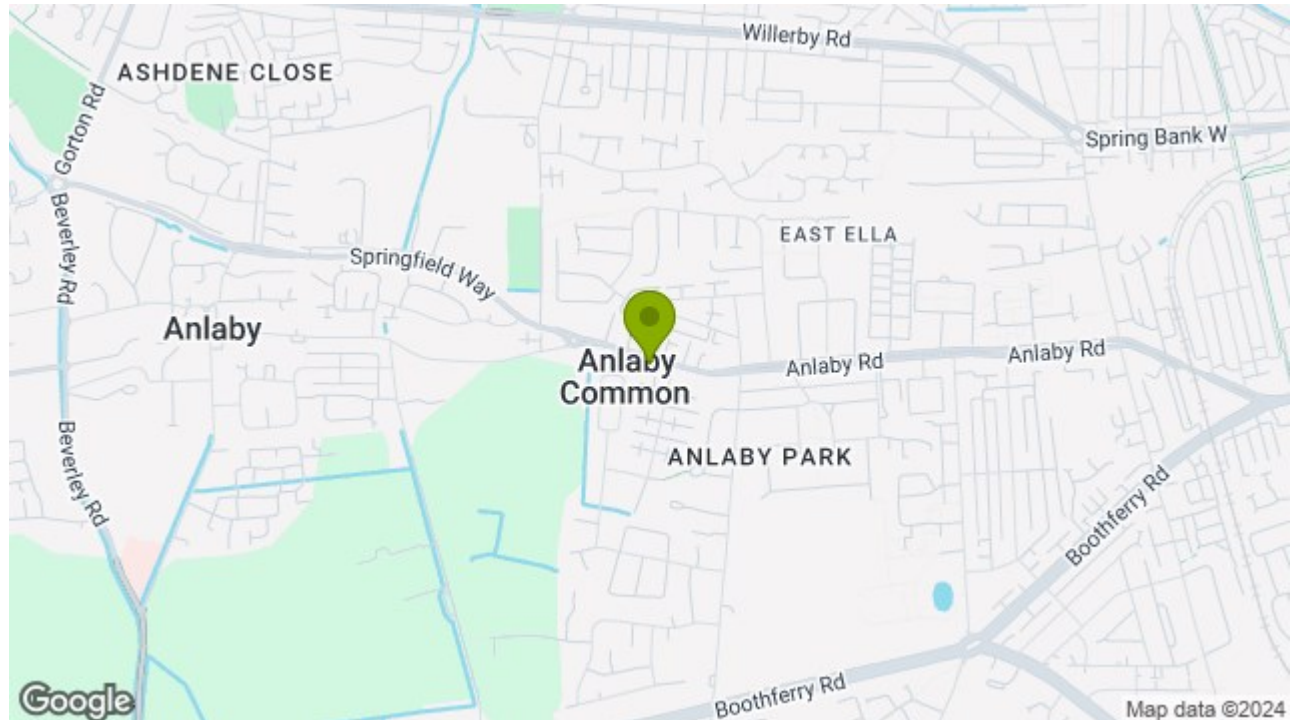 Willerby Rd
ASHDENE CLOSE
Gorton Rd
Spring Bank W
Beverley Rd
EAST ELLA
Springfield Way
Anlaby
Anlaby
Common
Anlaby Rd
Anlaby Rd
ANLABY PARK
Beverley Rd
Boothferry Rd
Boothferry Rd
Google
Map data ©2024